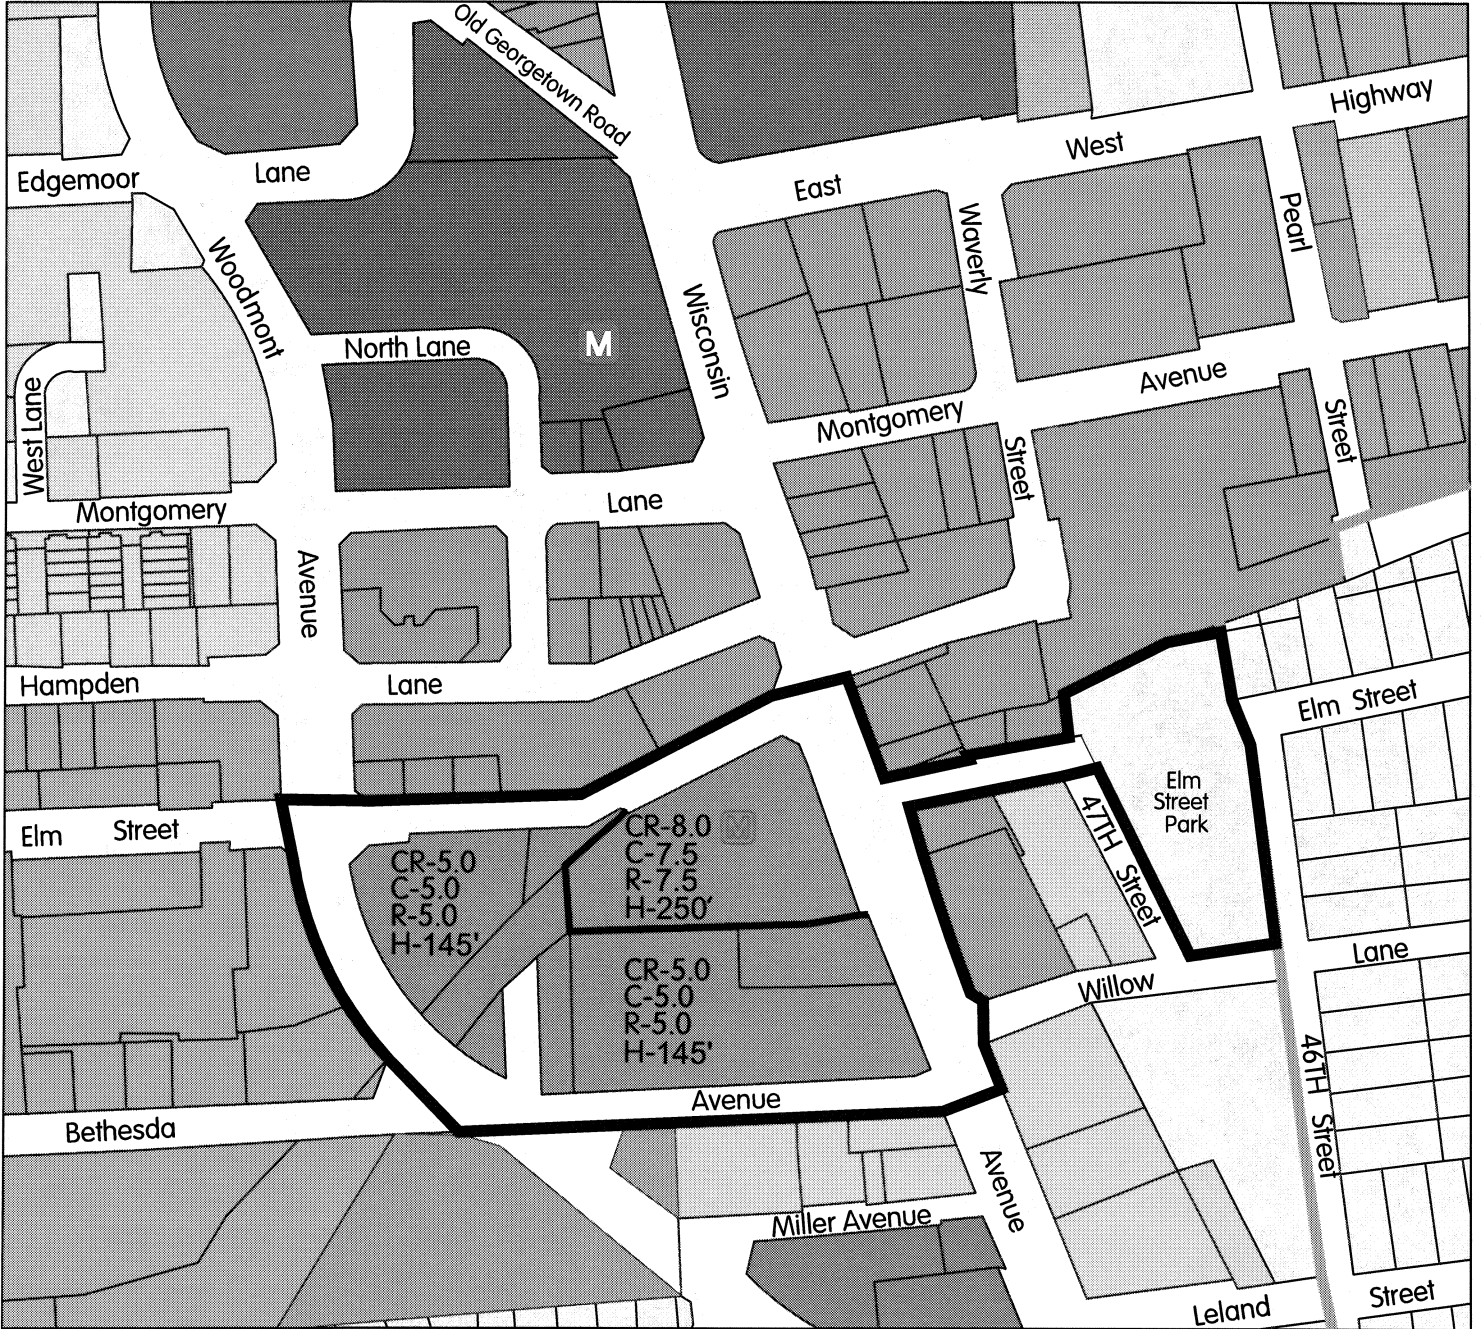 Old Georgetown Road
Highway
West
East
Edgemoor
Lane
Pearl
Waverly
Woodmont
Wisconsin
North Lane
M
West Lane
Avenue
Montgomery
Street
Street
Lane
Montgomery
Avenue
Hampden
Lane
Elm Street
Elm
Street
Park
Elm
Street
47TH Street
CR-8.0
C-7.5
R-7.5
H-250'
M
CR-5.0
C-5.0
R-5.0
H-145'
CR-5.0
C-5.0
R-5.0
H-145'
Lane
Willow
46TH Street
Avenue
Bethesda
Avenue
Miller Avenue
Leland
Street